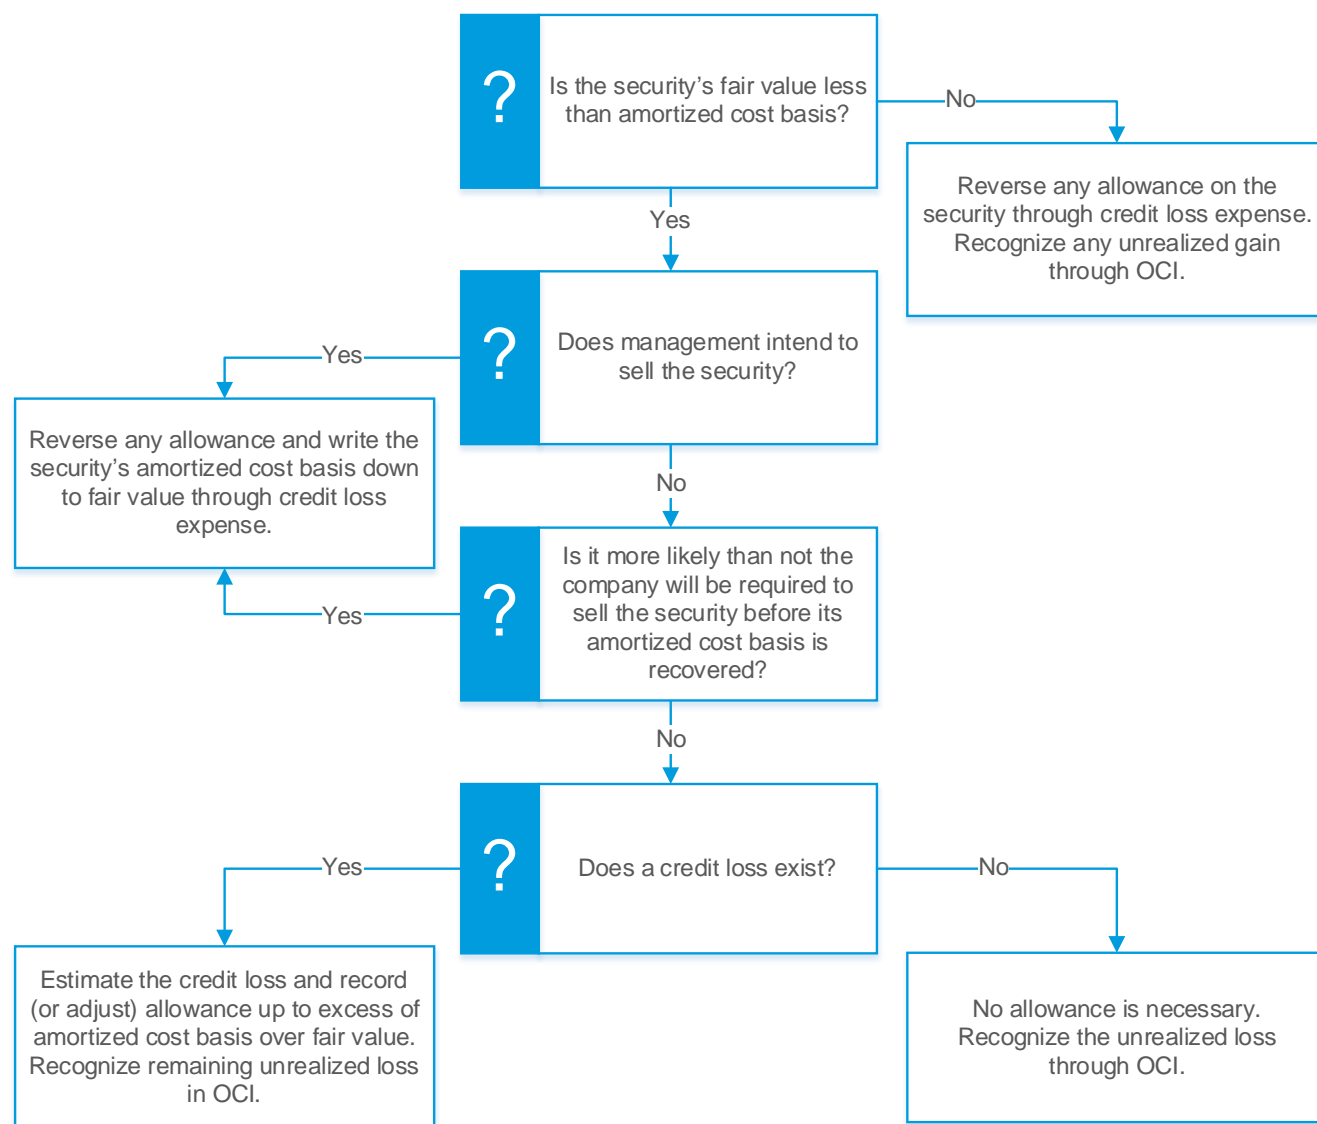 ?
Is the security’s fair value less
than amortized cost basis?
No
Reverse any allowance on the
security through credit loss expense.
Recognize any unrealized gain
through OCI.
Yes
?
Does management intend to
sell the security?
Yes
Reverse any allowance and write the
security’s amortized cost basis down
to fair value through credit loss
expense.
No
?
Is it more likely than not the
company will be required to
sell the security before its
amortized cost basis is
recovered?
Yes
No
?
Does a credit loss exist?
Yes
No
Estimate the credit loss and record
(or adjust) allowance up to excess of
amortized cost basis over fair value.
Recognize remaining unrealized loss
in OCI.
No allowance is necessary.
Recognize the unrealized loss
through OCI.